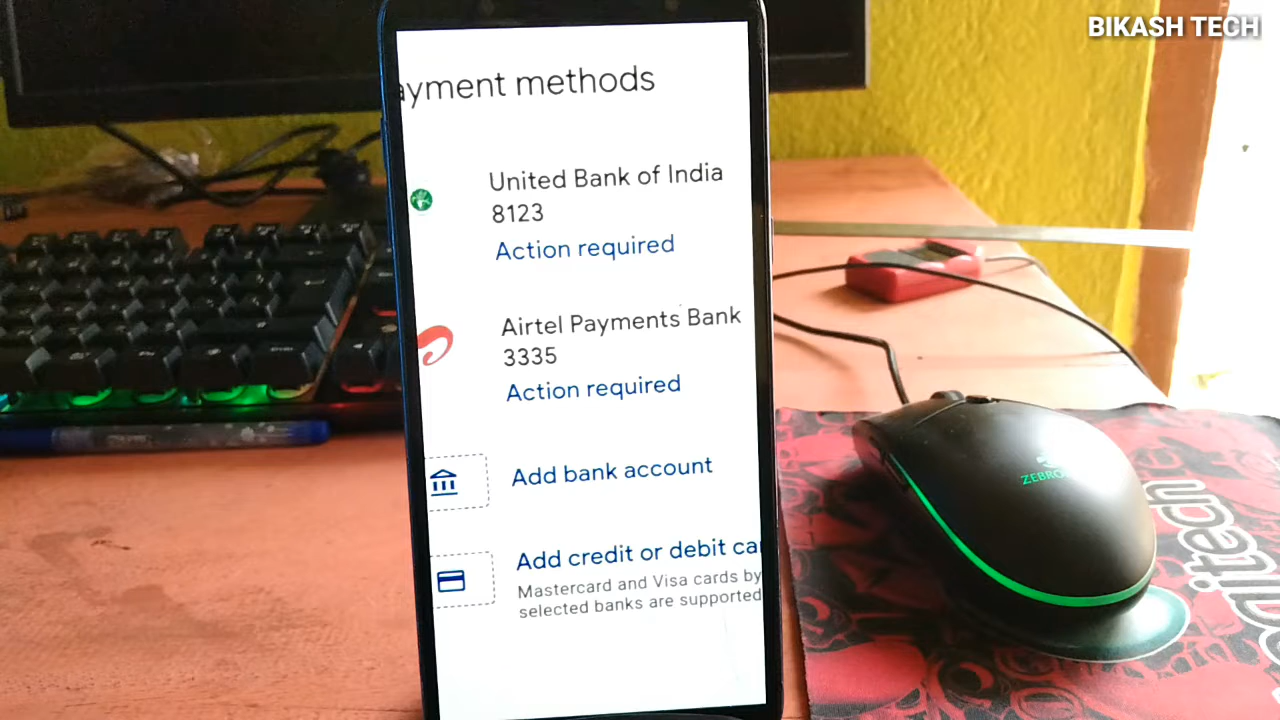 BIKASH TECH
ayment methods
United Bank of India
8123
Action required
Airtel Payments Bank
3335
Action required
Add bank account
Add credit or debit ca
Mastercard and Visa cards by
selected banks are supported
ZEBRO
gitech